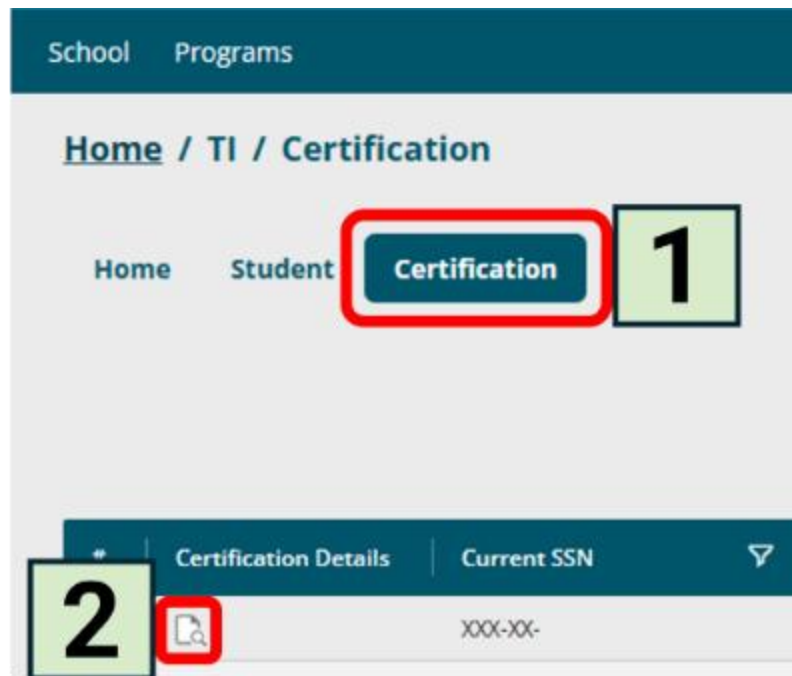 School Programs
Home / TI / Certification
Home Student Certification 1
# Certification Details Current SSN
2 XXX-XX-